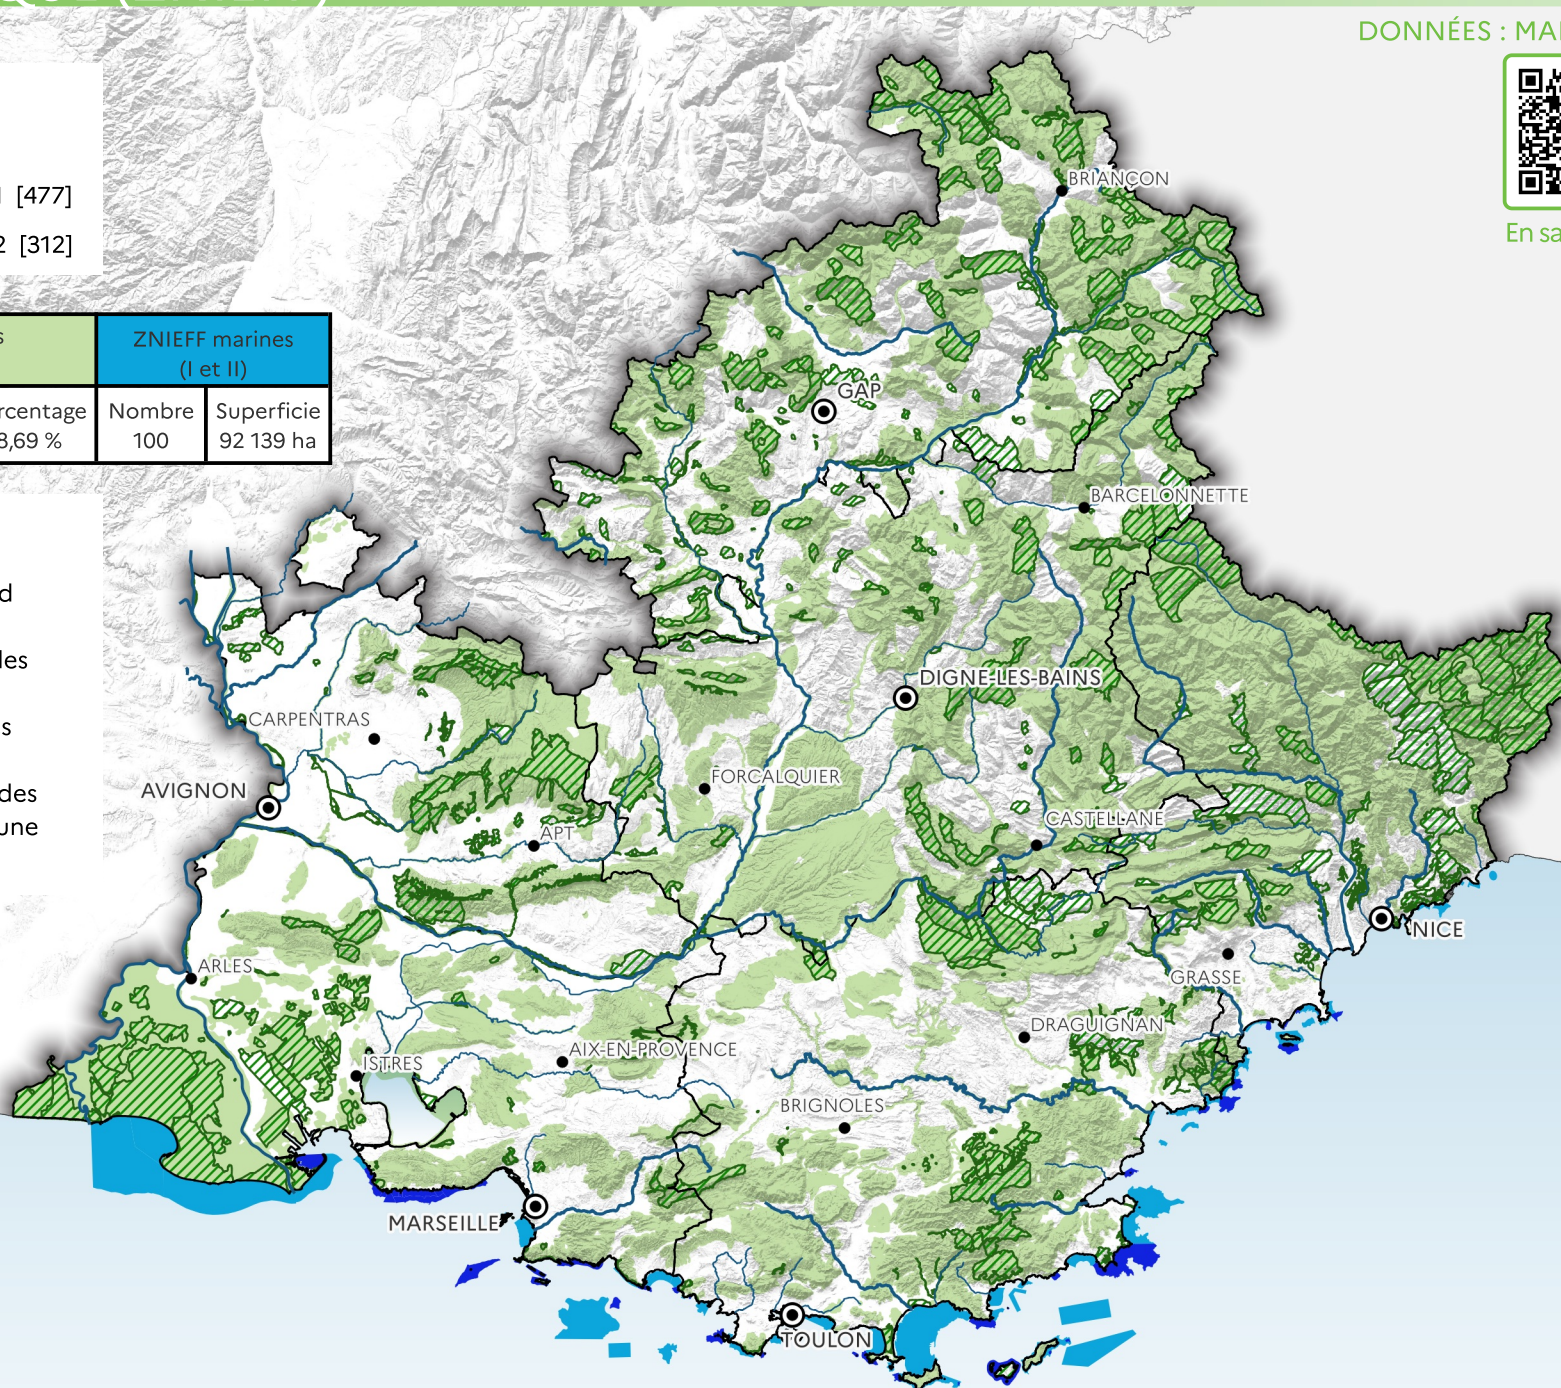 DONNÉES : MAI
En sa
[477]
[312]
ZNIEFF marines
(I et II)
rcentage
8,69 %
Nombre
100
Superficie
92 139 ha
d
les
s
des
une
BRIANÇON
GAP
BARCELONNETTE
DIGNE-LES-BAINS
CARPENTRAS
AVIGNON
FORCALQUIER
APT
CASTELLANE
NICE
GRASSE
ARLES
DRAGUIGNAN
AIX-EN-PROVENCE
ISTRES
BRIGNOLES
MARSEILLE
TOULON